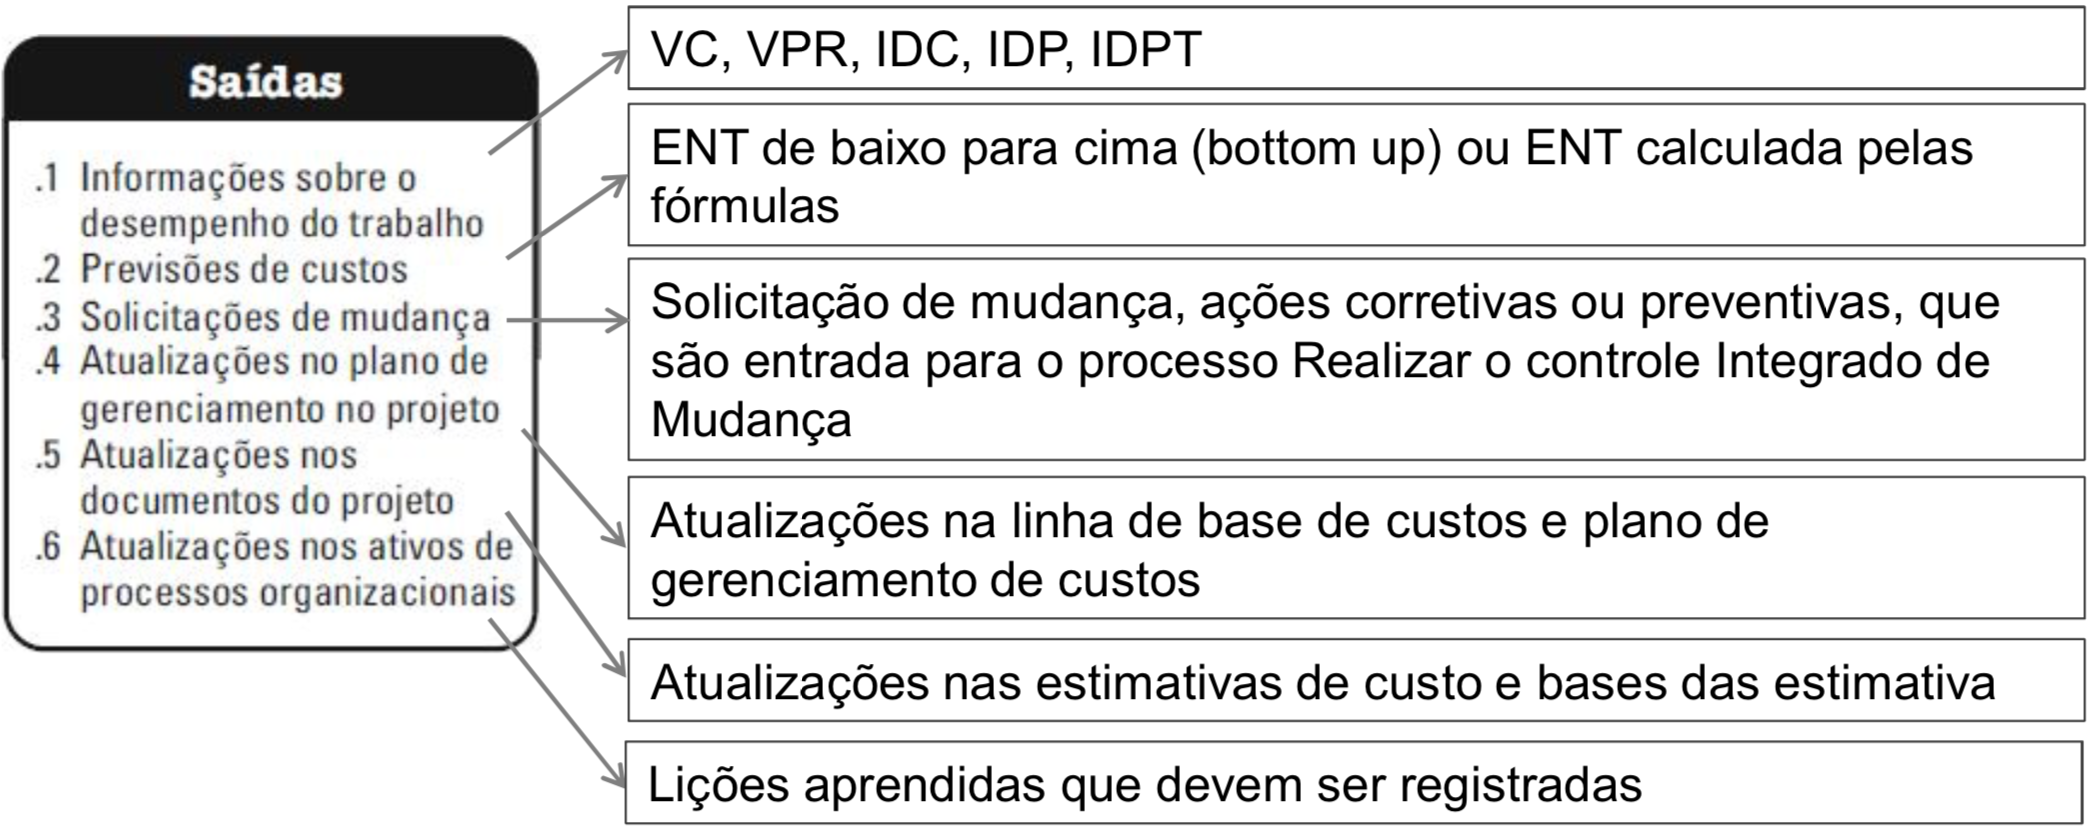 Saídas
.1 Informações sobre o
desempenho do trabalho
.2 Previsões de custos
.3 Solicitações de mudança
.4 Atualizações no plano de
gerenciamento no projeto
.5 Atualizações nos
documentos do projeto
.6 Atualizações nos ativos de
processos organizacionais
VC, VPR, IDC, IDP, IDPT
ENT de baixo para cima (bottom up) ou ENT calculada pelas
fórmulas
Solicitação de mudança, ações corretivas ou preventivas, que
são entrada para o processo Realizar o controle Integrado de
Mudança
Atualizações na linha de base de custos e plano de
gerenciamento de custos
Atualizações nas estimativas de custo e bases das estimativa
Lições aprendidas que devem ser registradas